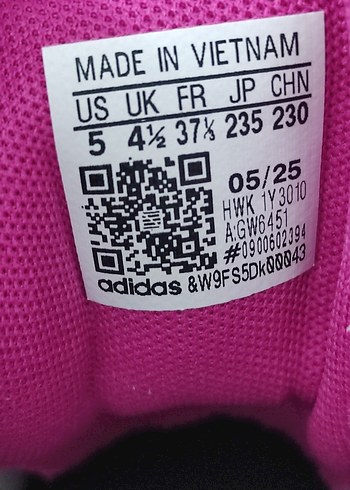 MADE IN VIETNAM
US UK FR JP CHN
5 4½ 37⅓ 235 230
05/25
HWK 1Y3010
A:GW6451
#0900602394
adidas &W9FS5Dk00043